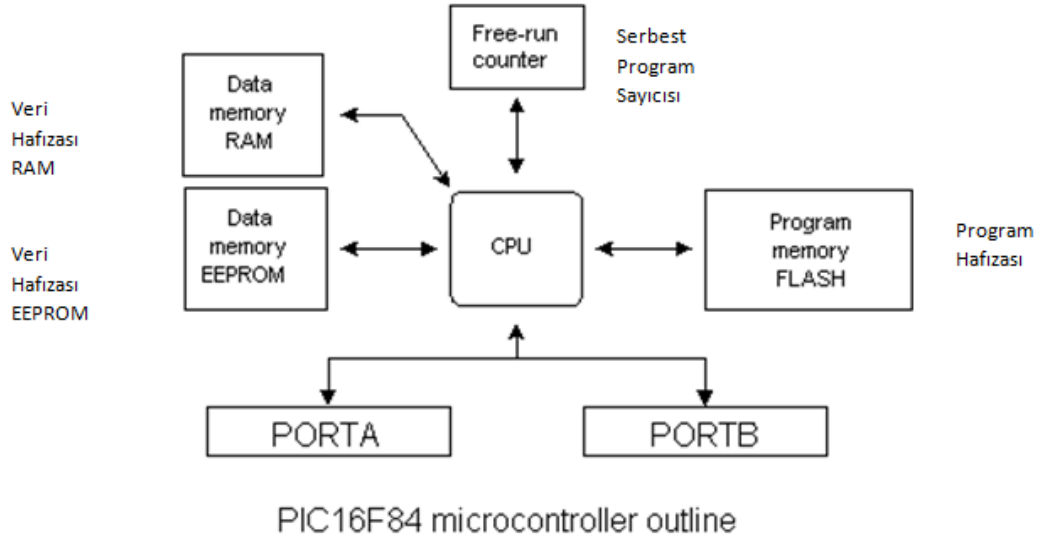 Free-run
counter
Serbest
Program
Sayıcısı
Veri
Hafızası
RAM
Data
memory
RAM
Veri
Hafızası
EEPROM
Data
memory
EEPROM
CPU
Program
memory
FLASH
Program
Hafızası
PORTA
PORTB
PIC16F84 microcontroller outline